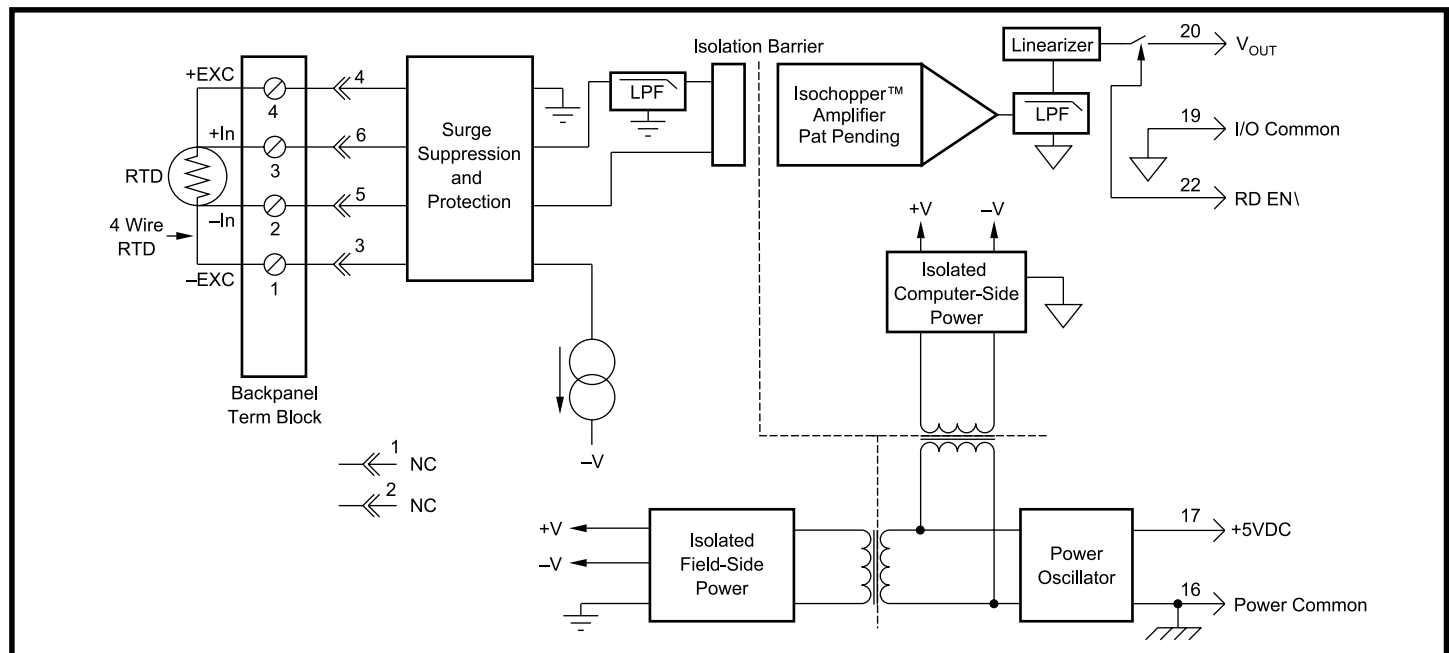 Isolation Barrier
Linearizer
20
VOUT
+EXC
4
4
LPF
Isochopper™
Amplifier
Pat Pending
LPF
+In
3
6
Surge
Suppression
and
Protection
19
I/O Common
RTD
–In
2
5
22
RD EN\
4 Wire
RTD
–EXC
1
3
+V
–V
Isolated
Computer-Side
Power
Backpanel
Term Block
–V
1
NC
2
NC
+V
–V
Isolated
Field-Side
Power
Power
Oscillator
17
+5VDC
16
Power Common